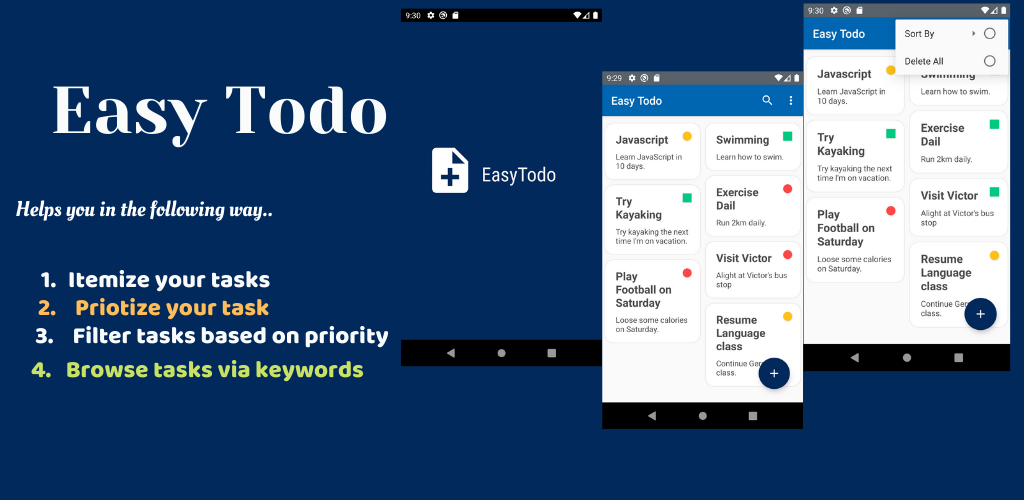 Easy Todo
Helps you in the following way..
1. Itemize your tasks
2. Priotize your task
3. Filter tasks based on priority
4. Browse tasks via keywords
9:30
EasyTodo
9:29
Easy Todo
Javascript
Learn JavaScript in
10 days.
Try
Kayaking
Try kayaking the next
time I'm on vacation.
Play
Football on
Saturday
Loose some calories
on Saturday.
Swimming
Learn how to swim.
Exercise
Dail
Run 2km daily.
Visit Victor
Alight at Victor's bus
stop
Resume
Language
class
Continue Ger
class.
+
9:30
Easy Todo
Sort By
Delete All
Javascript
Learn JavaScript in
10 days.
Try
Kayaking
Try kayaking the next
time I'm on vacation.
Play
Football on
Saturday
Loose some calories
on Saturday.
Swimming
Learn how to swim.
Exercise
Dail
Run 2km daily.
Visit Victor
Alight at Victor's bus
stop
Resume
Language
class
Continue Ger
class.
+